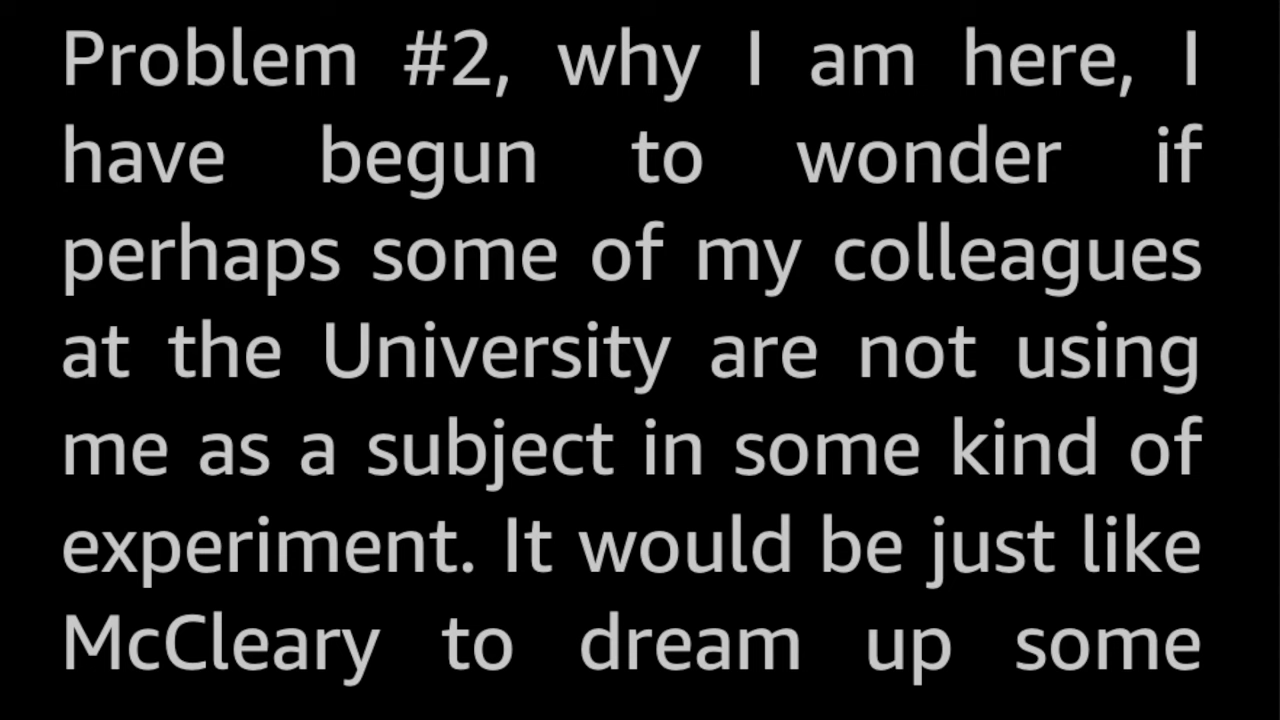 Problem #2, why I am here, I
have begun to wonder if
perhaps some of my colleagues
at the University are not using
me as a subject in some kind of
experiment. It would be just like
McCleary to dream up some